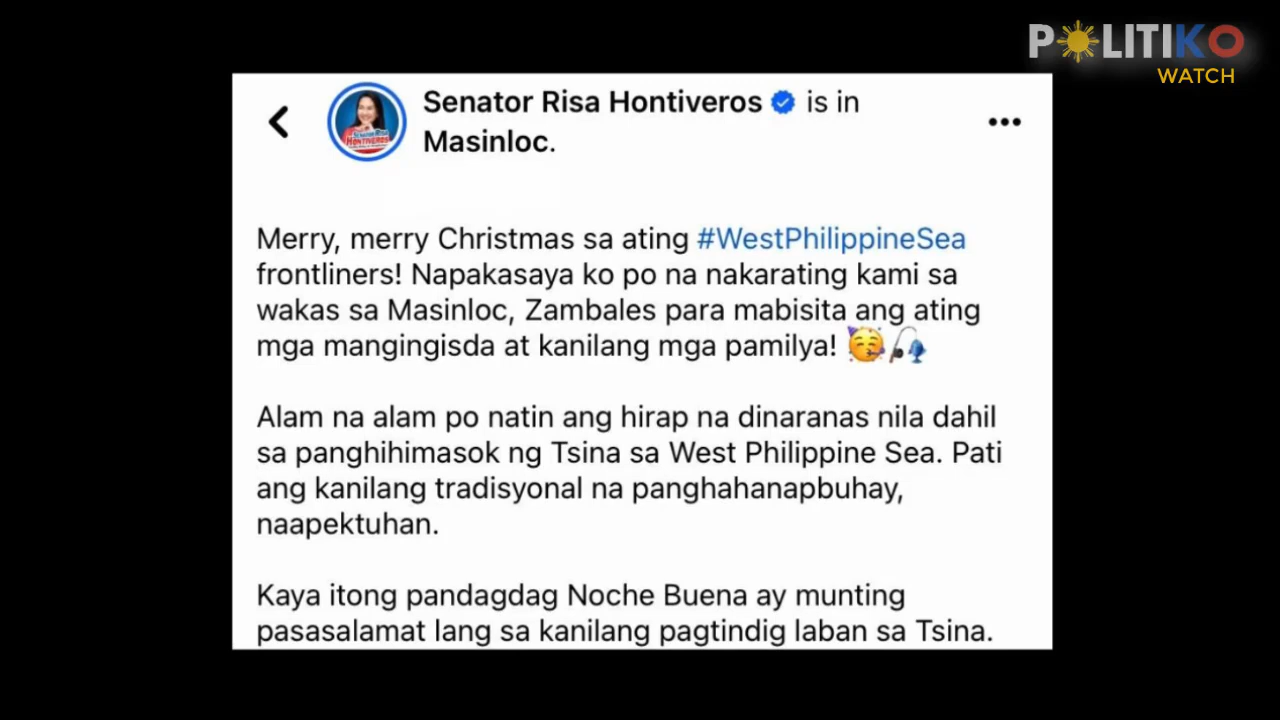 POLITIKO
WATCH
Senator Risa Hontiveros is in
Masinloc.
Merry, merry Christmas sa ating #WestPhilippineSea
frontliners! Napakasaya ko po na nakarating kami sa
wakas sa Masinloc, Zambales para mabisita ang ating
mga mangingisda at kanilang mga pamilya! 🥳🎣
Alam na alam po natin ang hirap na dinaranas nila dahil
sa panghihimasok ng Tsina sa West Philippine Sea. Pati
ang kanilang tradisyonal na panghahanapbuhay,
naapektuhan.
Kaya itong pandagdag Noche Buena ay munting
pasasalamat lang sa kanilang pagtindig laban sa Tsina.